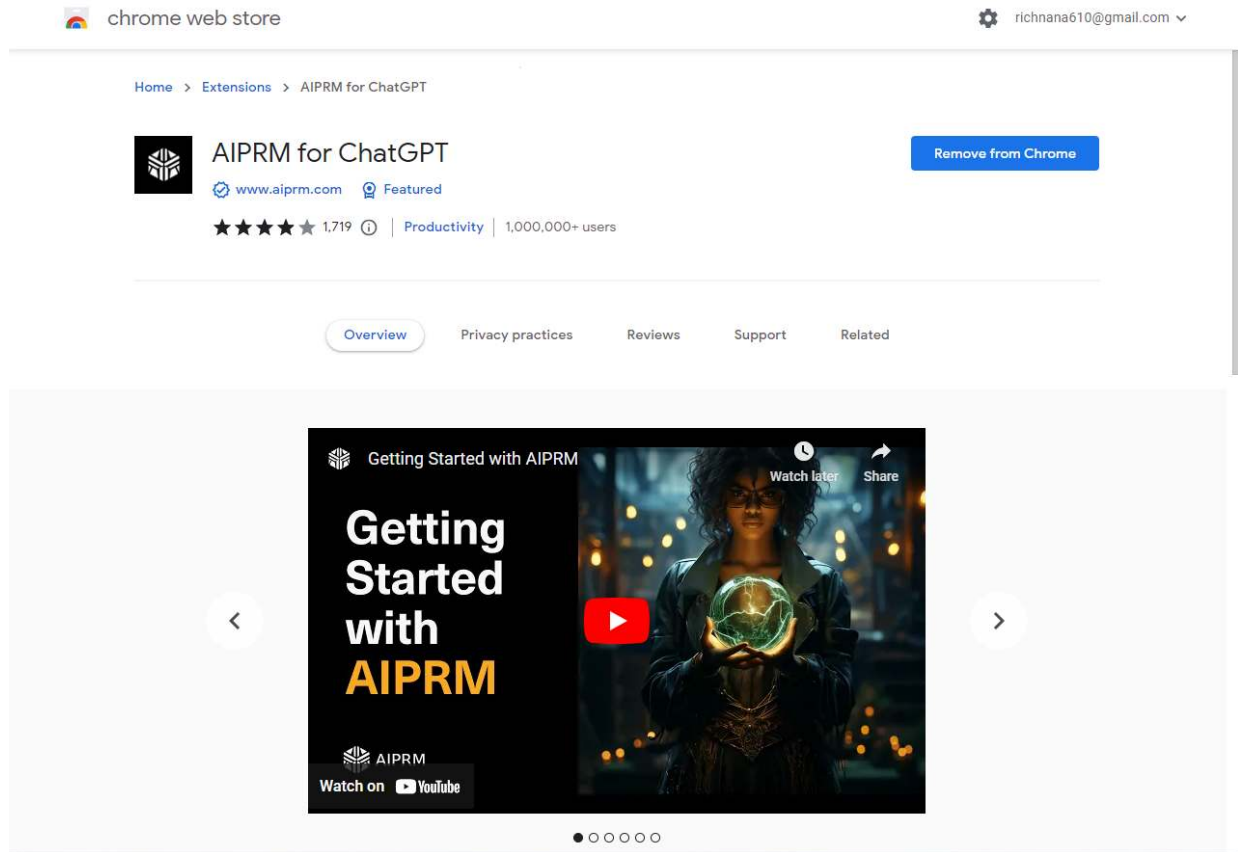 chrome web store
richnana610@gmail.com
Home > Extensions > AIPRM for ChatGPT
AIPRM for ChatGPT
Remove from Chrome
www.aiprm.com Featured
1,719 Productivity 1,000,000+ users
Overview Privacy practices Reviews Support Related
Getting Started with AIPRM
Watch later Share
Getting
Started
with
AIPRM
AIPRM
Watch on YouTube